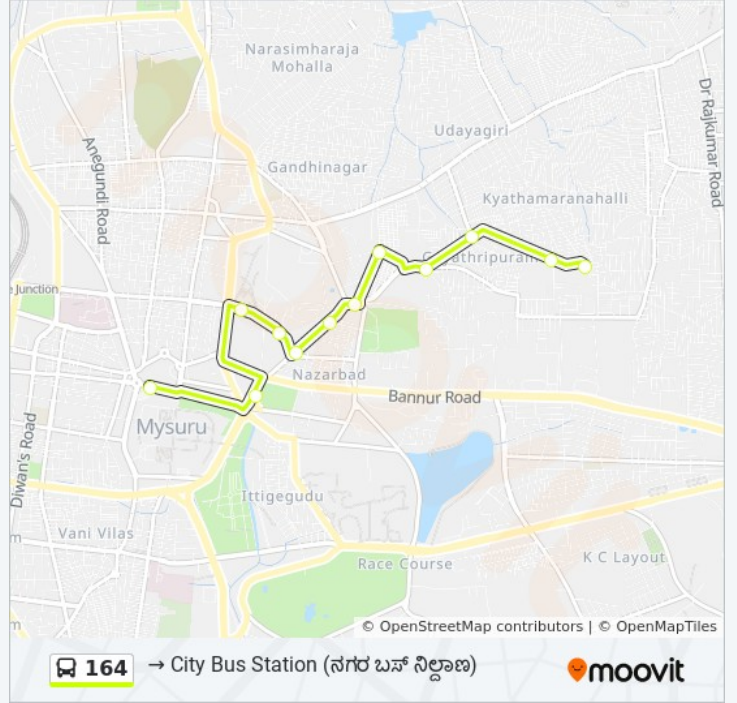 Narasimharaja
Mohalla
Dr Rajkumar Road
Udayagiri
Anegundi Road
Gandhinagar
Kyathamaranahalli
e Junction
Nazarbad
Bannur Road
Mysuru
Diwan's Road
Ittigegudu
Vani Vilas
Race Course
K C Layout
m
m
© OpenStreetMap contributors | © OpenMapTiles
164
→ City Bus Station (ನಗರ ಬಸ್ ನಿಲ್ದಾಣ)
moovit